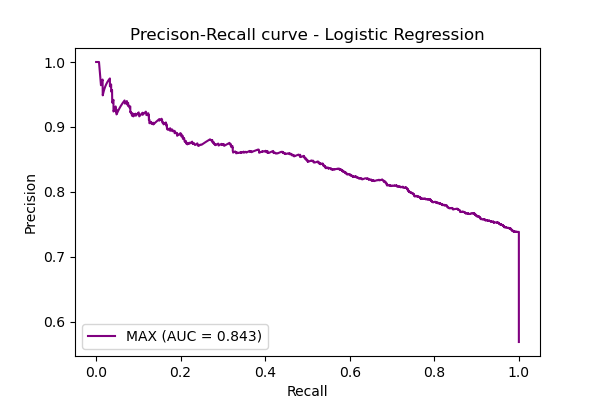 Precison-Recall curve - Logistic Regression
1.0
0.9
0.8
0.7
0.6
Precision
MAX (AUC = 0.843)
0.0 0.2 0.4 0.6 0.8 1.0
Recall